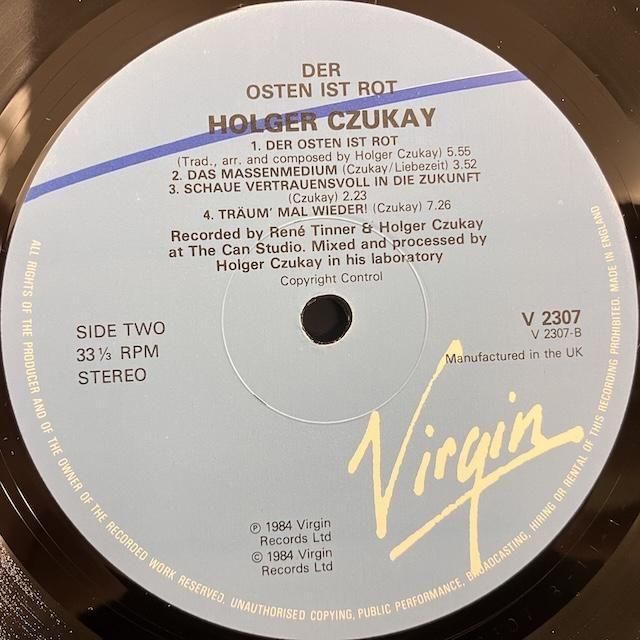 DER
OSTEN IST ROT
HOLGER CZUKAY
1. DER OSTEN IST ROT
(Trad., arr. and composed by Holger Czukay) 5.55
2. DAS MASSENMEDIUM (Czukay/Liebezeit) 3.52
3. SCHAUE VERTRAUENSVOLL IN DIE ZUKUNFT
(Czukay) 2.23
4. TRÄUM' MAL WIEDER! (Czukay) 7.26
Recorded by René Tinner & Holger Czukay
at The Can Studio. Mixed and processed by
Holger Czukay in his laboratory
Copyright Control
SIDE TWO
33⅓ RPM
STEREO
V 2307
V 2307-B
Manufactured in the UK
Virgin
℗ 1984 Virgin
Records Ltd
© 1984 Virgin
Records Ltd
ALL RIGHTS OF THE PRODUCER AND OF THE OWNER OF THE RECORDED WORK RESERVED. UNAUTHORISED COPYING, PUBLIC PERFORMANCE, BROADCASTING, HIRING OR RENTAL OF THIS RECORDING PROHIBITED. MADE IN ENGLAND